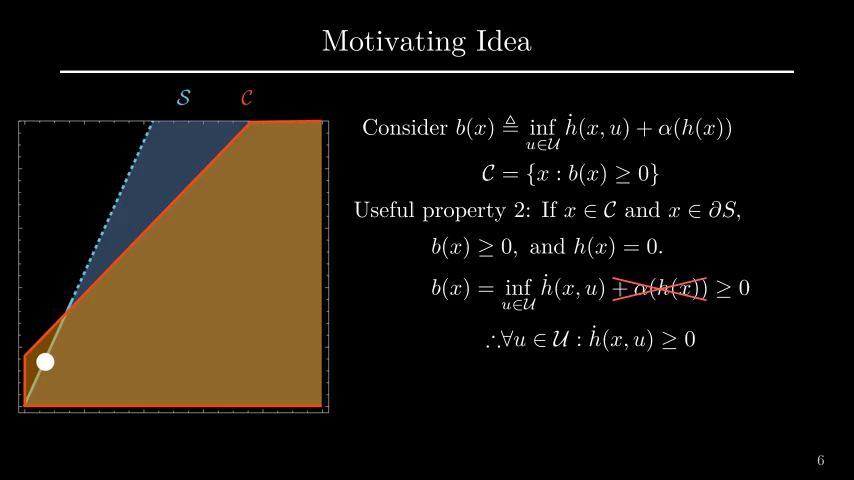 Motivating Idea
𝒮 𝒞
Consider b(x) ≜ inf_{u∈𝒰} ḣ(x, u) + α(h(x))
𝒞 = {x : b(x) ≥ 0}
Useful property 2: If x ∈ 𝒞 and x ∈ ∂S,
b(x) ≥ 0, and h(x) = 0.
b(x) = inf_{u∈𝒰} ḣ(x, u) + α(h(x)) ≥ 0
∴∀u ∈ 𝒰 : ḣ(x, u) ≥ 0
6